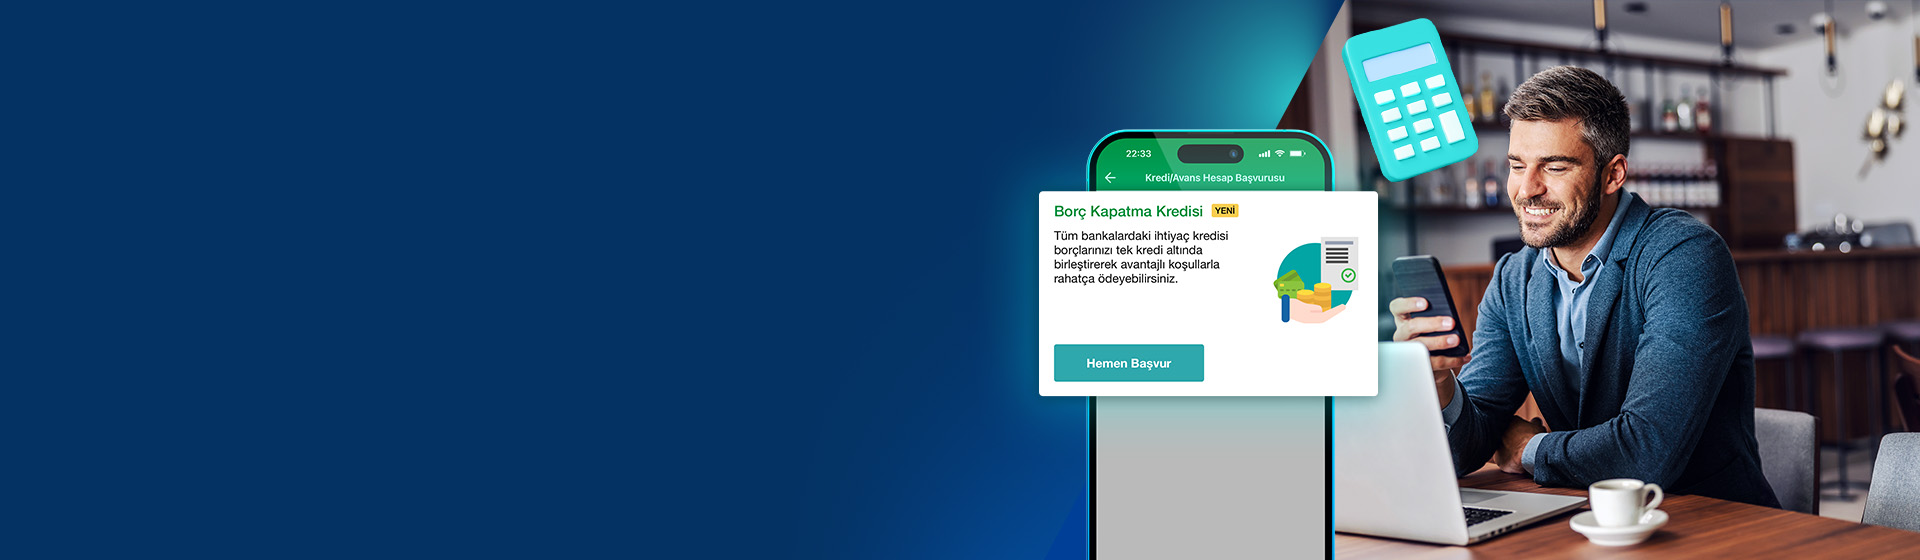 22:33
Kredi/Avans Hesap Başvurusu
Borç Kapatma Kredisi YENİ
Tüm bankalardaki ihtiyaç kredisi
borçlarınızı tek kredi altında
birleştirerek avantajlı koşullarla
rahatça ödeyebilirsiniz.
Hemen Başvur